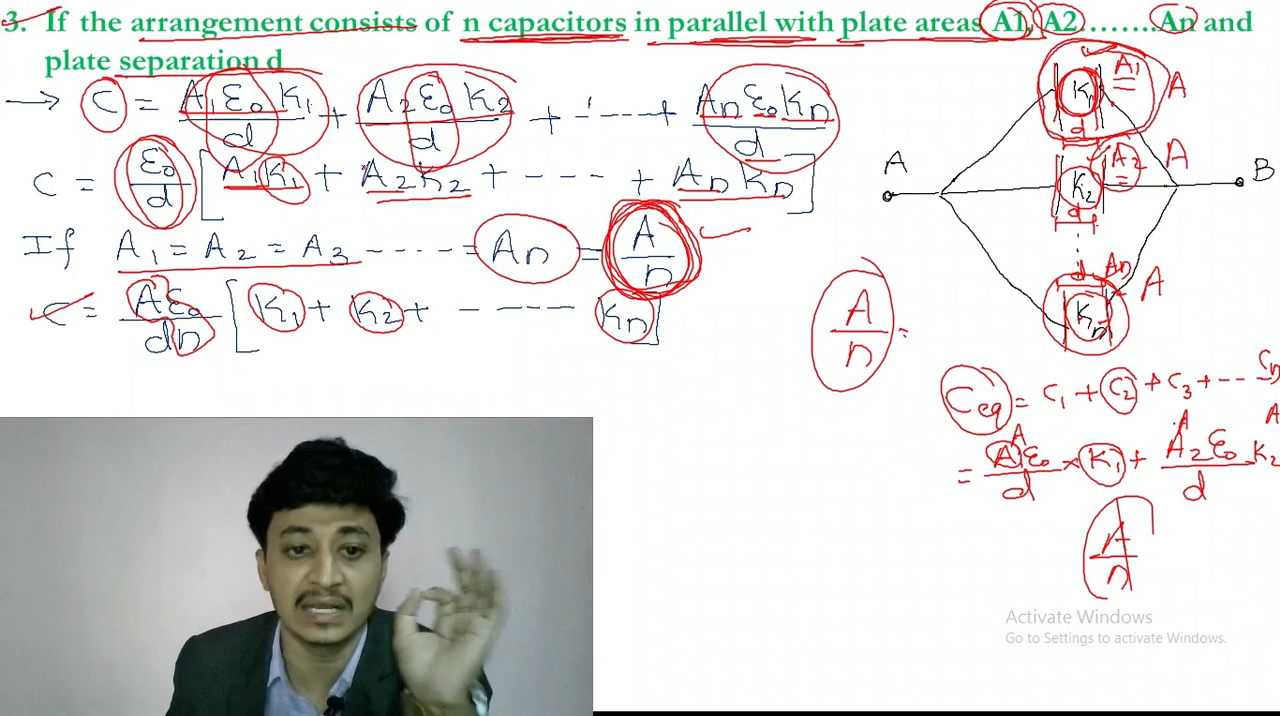 3. If the arrangement consists of n capacitors in parallel with plate areas A1, A2........ An and
plate separation d
→ C = A₁ε₀K₁/d + A₂ε₀K₂/d + ----- + Anε₀Kn/d
C = ε₀/d [A₁K₁ + A₂K₂ + --- + AnKn]
If A₁ = A₂ = A₃ ----- An = A/n
C = Aε₀/dn [K₁ + K₂ + ---- Kn]
A/n =
A B
K₁ A₁ A
d
K₂ A₂ A
d
d An A
Kn
Ceq = C₁ + C₂ + C₃ + -- Cn
A A A
= A₁ε₀/d × K₁ + A₂ε₀/d K₂
A/n
Activate Windows
Go to Settings to activate Windows.